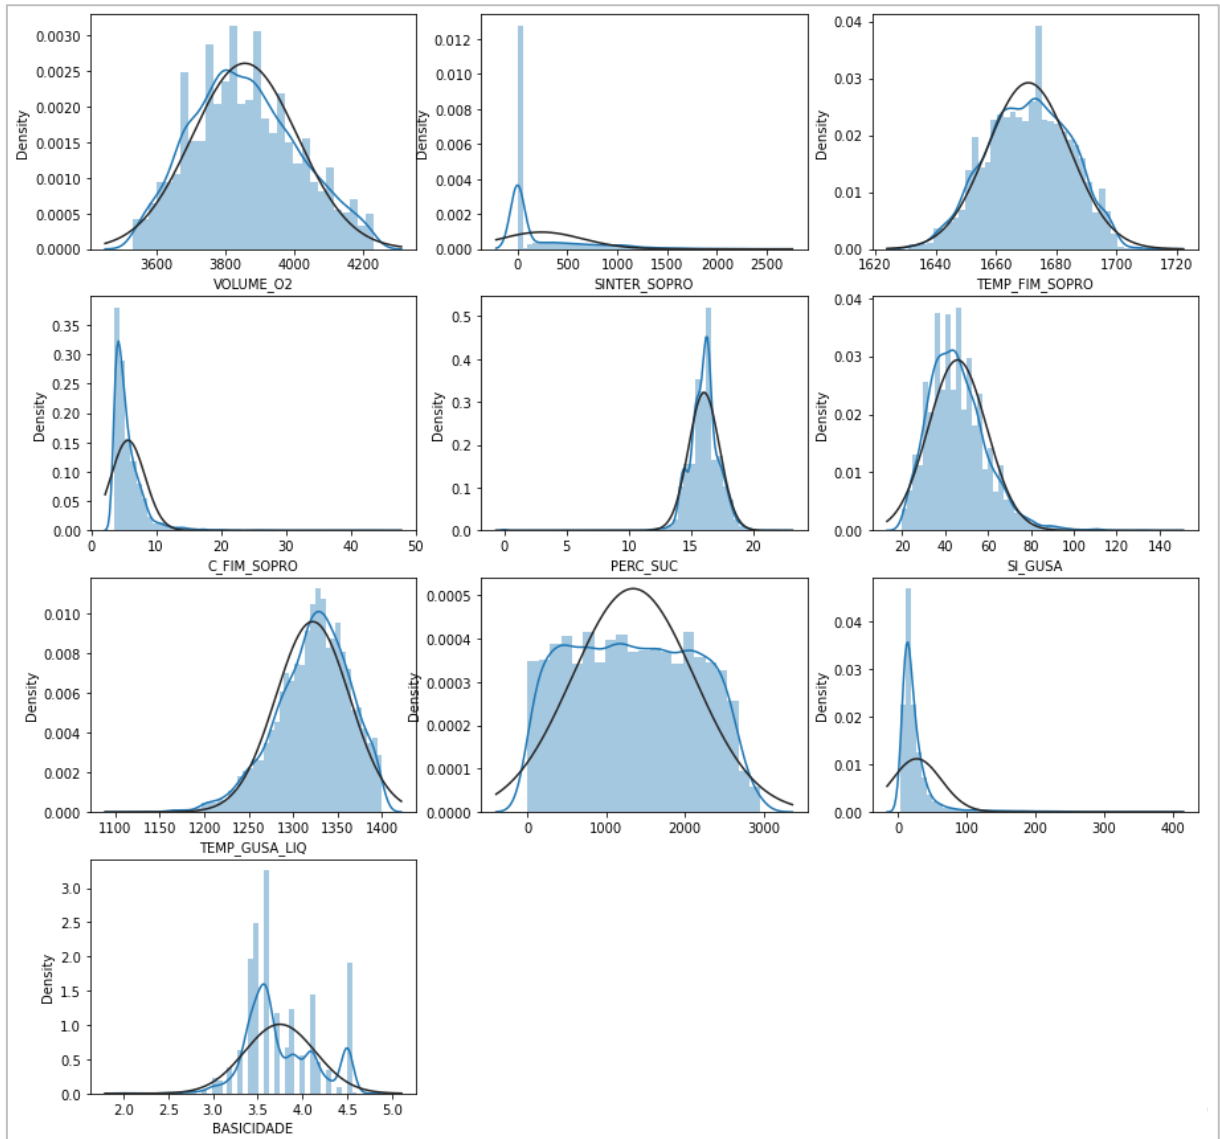 Density
0.0030
0.0025
0.0020
0.0015
0.0010
0.0005
0.0000
3600 3800 4000 4200
VOLUME_O2
Density
0.012
0.010
0.008
0.006
0.004
0.002
0.000
0 500 1000 1500 2000 2500
SINTER_SOPRO
Density
0.04
0.03
0.02
0.01
0.00
1620 1640 1660 1680 1700 1720
TEMP_FIM_SOPRO
Density
0.35
0.30
0.25
0.20
0.15
0.10
0.05
0.00
0 10 20 30 40 50
C_FIM_SOPRO
Density
0.5
0.4
0.3
0.2
0.1
0.0
0 5 10 15 20
PERC_SUC
Density
0.04
0.03
0.02
0.01
0.00
20 40 60 80 100 120 140
SI_GUSA
Density
0.010
0.008
0.006
0.004
0.002
0.000
1100 1150 1200 1250 1300 1350 1400
TEMP_GUSA_LIQ
Density
0.0005
0.0004
0.0003
0.0002
0.0001
0.0000
0 1000 2000 3000
Density
0.04
0.03
0.02
0.01
0.00
0 100 200 300 400
Density
3.0
2.5
2.0
1.5
1.0
0.5
0.0
2.0 2.5 3.0 3.5 4.0 4.5 5.0
BASICIDADE